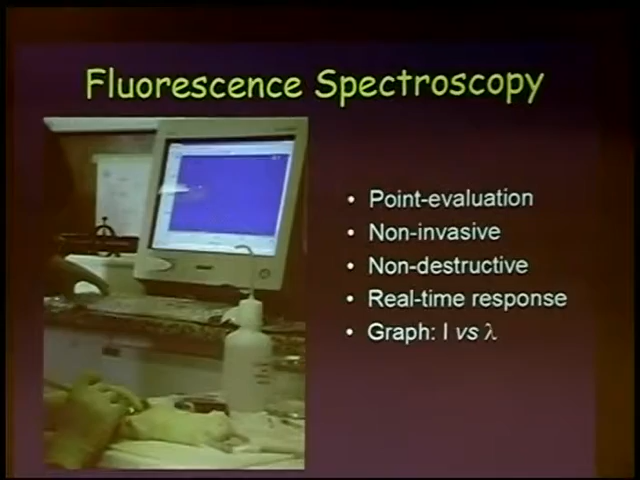 Fluorescence Spectroscopy
• Point-evaluation
• Non-invasive
• Non-destructive
• Real-time response
• Graph: I vs λ